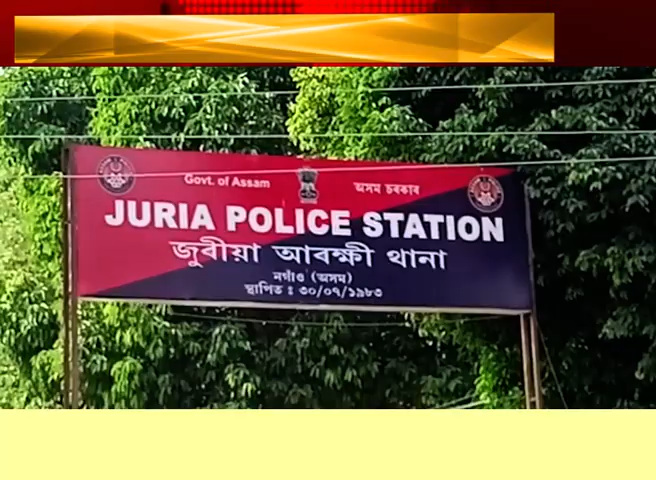 Govt. of Assam অসম চৰকাৰ
JURIA POLICE STATION
জুৰীয়া আৰক্ষী থানা
নগাঁও (অসম)
স্থাপিত : ৩০/০৭/১৯৮৩